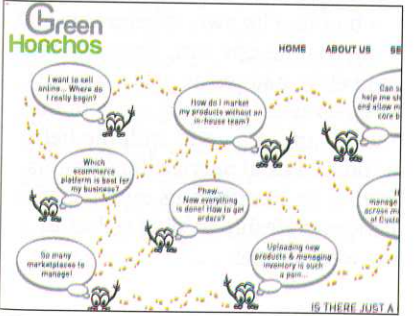 Green
Honchos
HOME ABOUT US SE
I want to sell
online... Where do
I really begin?
How do I market
my products without an
in-house team?
Can s
help me st
and allow m
core b
Which
ecommerce
platform is best for
my business?
Phew...
Now everything
is done! How to get
orders?
H
manage
across m
of Custo
So many
marketplaces to
manage!
Uploading new
products & managing
inventory is such
a pain...
IS THERE JUST A